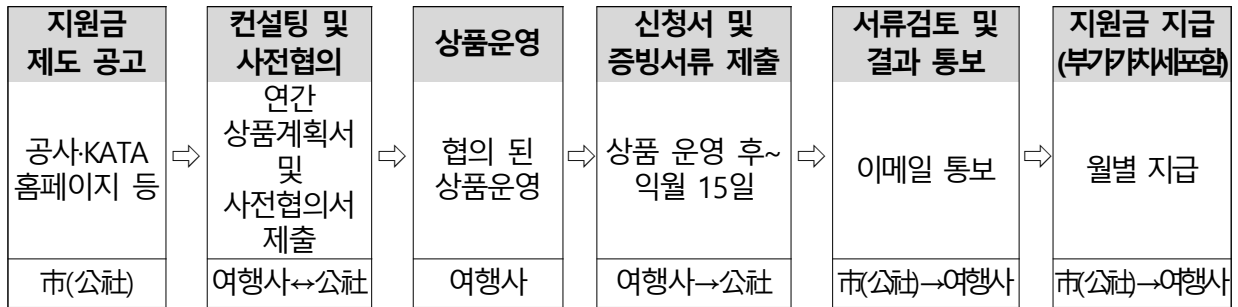 지원금
제도 공고
공사·KATA
홈페이지 등
市(公社)
⇨
컨설팅 및
사전협의
연간
상품계획서
및
사전협의서
제출
여행사↔公社
⇨
상품운영
협의 된
상품운영
여행사
⇨
신청서 및
증빙서류 제출
상품 운영 후~
익월 15일
여행사→公社
⇨
서류검토 및
결과 통보
이메일 통보
市(公社)→여행사
⇨
지원금 지급
(부가가치세포함)
월별 지급
市(公社)→여행사